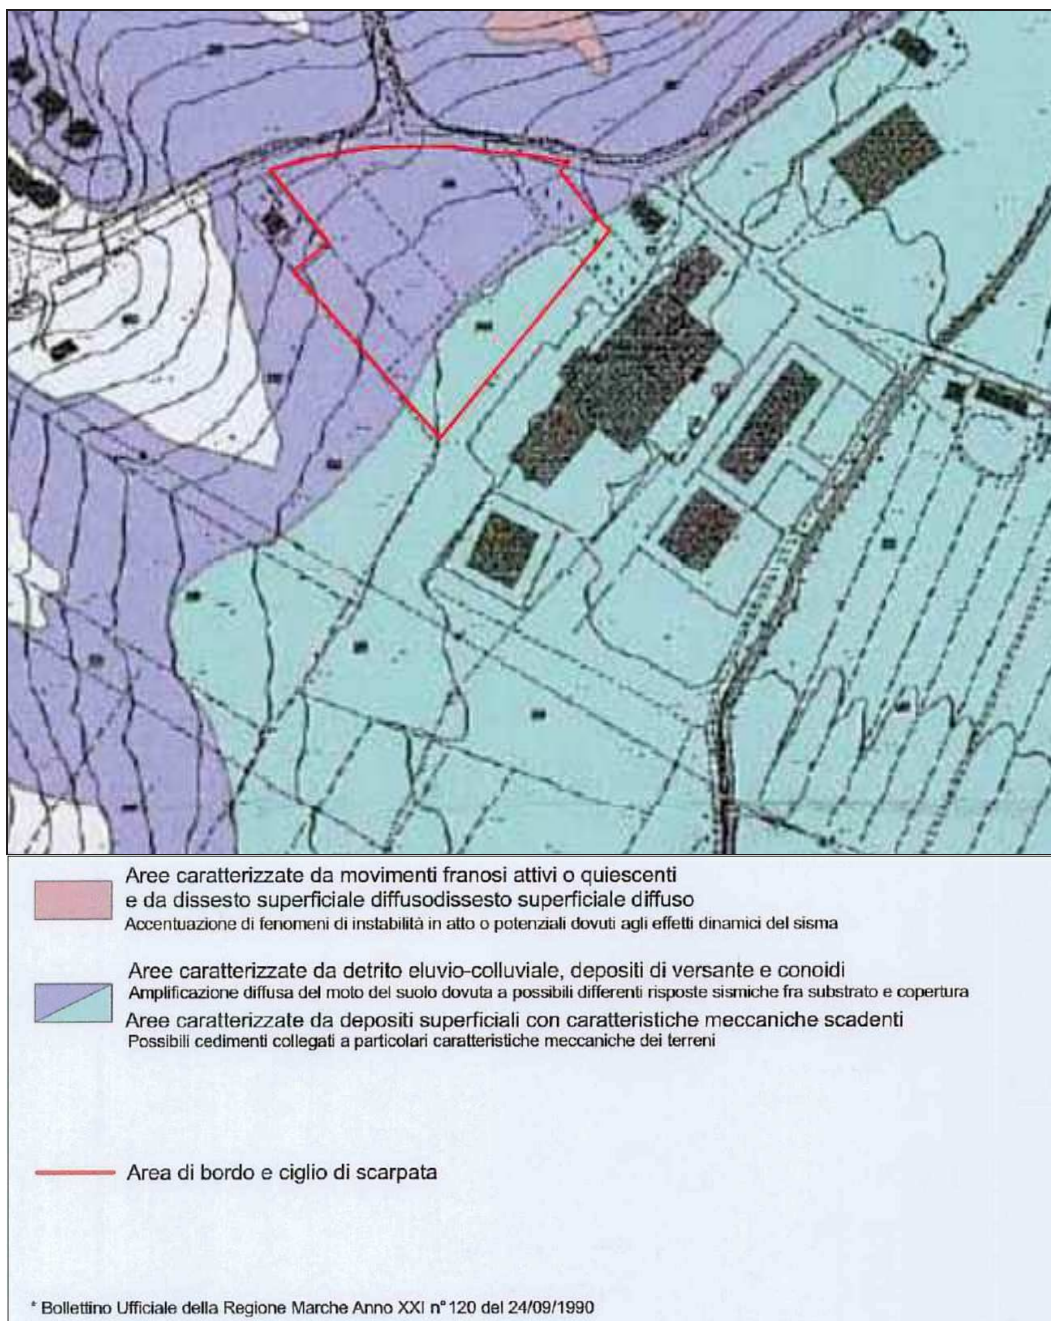 Aree caratterizzate da movimenti franosi attivi o quiescenti
e da dissesto superficiale diffusodissesto superficiale diffuso
Accentuazione di fenomeni di instabilità in atto o potenziali dovuti agli effetti dinamici del sisma
Aree caratterizzate da detrito eluvio-colluviale, depositi di versante e conoidi
Amplificazione diffusa del moto del suolo dovuta a possibili differenti risposte sismiche fra substrato e copertura
Aree caratterizzate da depositi superficiali con caratteristiche meccaniche scadenti
Possibili cedimenti collegati a particolari caratteristiche meccaniche dei terreni
Area di bordo e ciglio di scarpata
* Bollettino Ufficiale della Regione Marche Anno XXI n° 120 del 24/09/1990